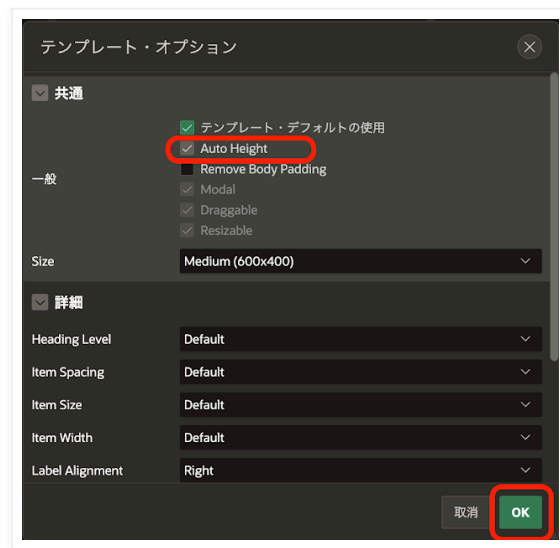 テンプレート・オプション
共通
テンプレート・デフォルトの使用
Auto Height
Remove Body Padding
一般
Modal
Draggable
Resizable
Size Medium (600x400)
詳細
Heading Level Default
Item Spacing Default
Item Size Default
Item Width Default
Label Alignment Right
取消 OK